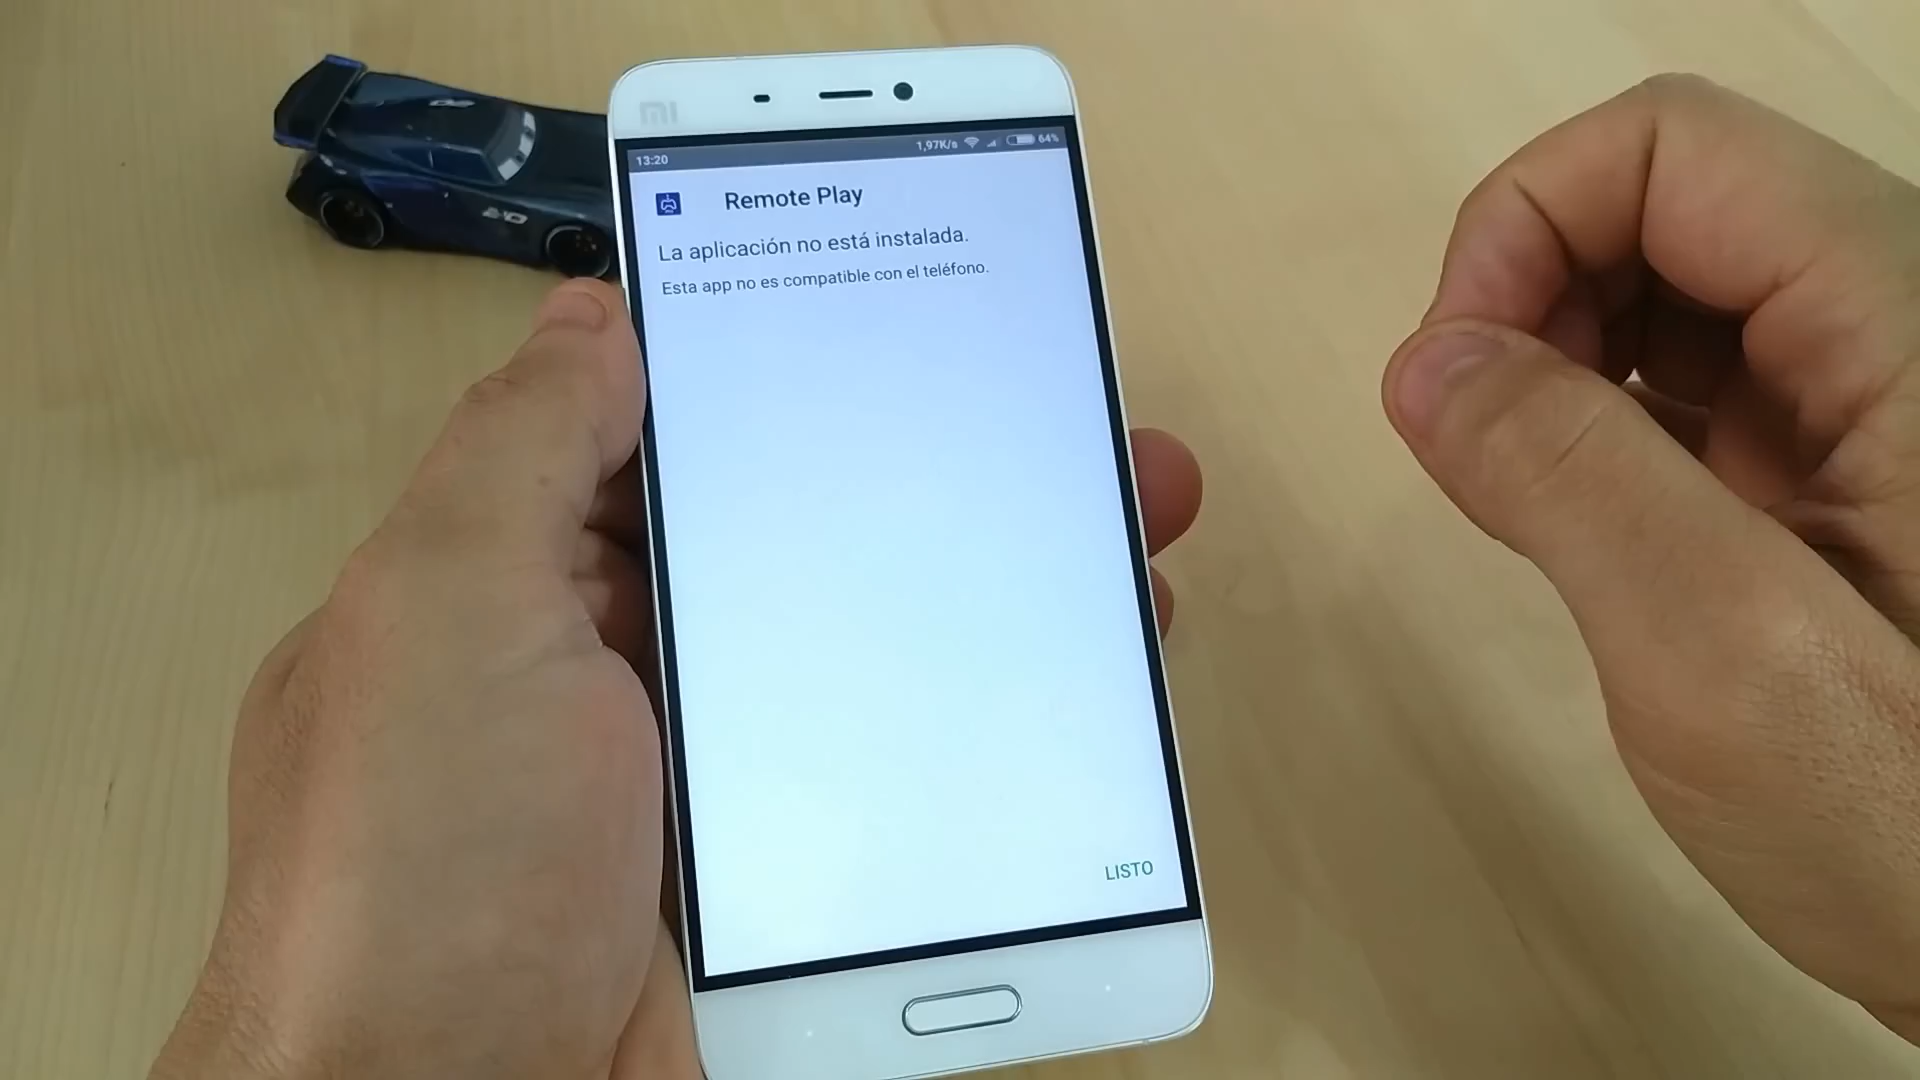 mi
13:20 1,97K/s 64%
Remote Play
La aplicación no está instalada.
Esta app no es compatible con el teléfono.
LISTO